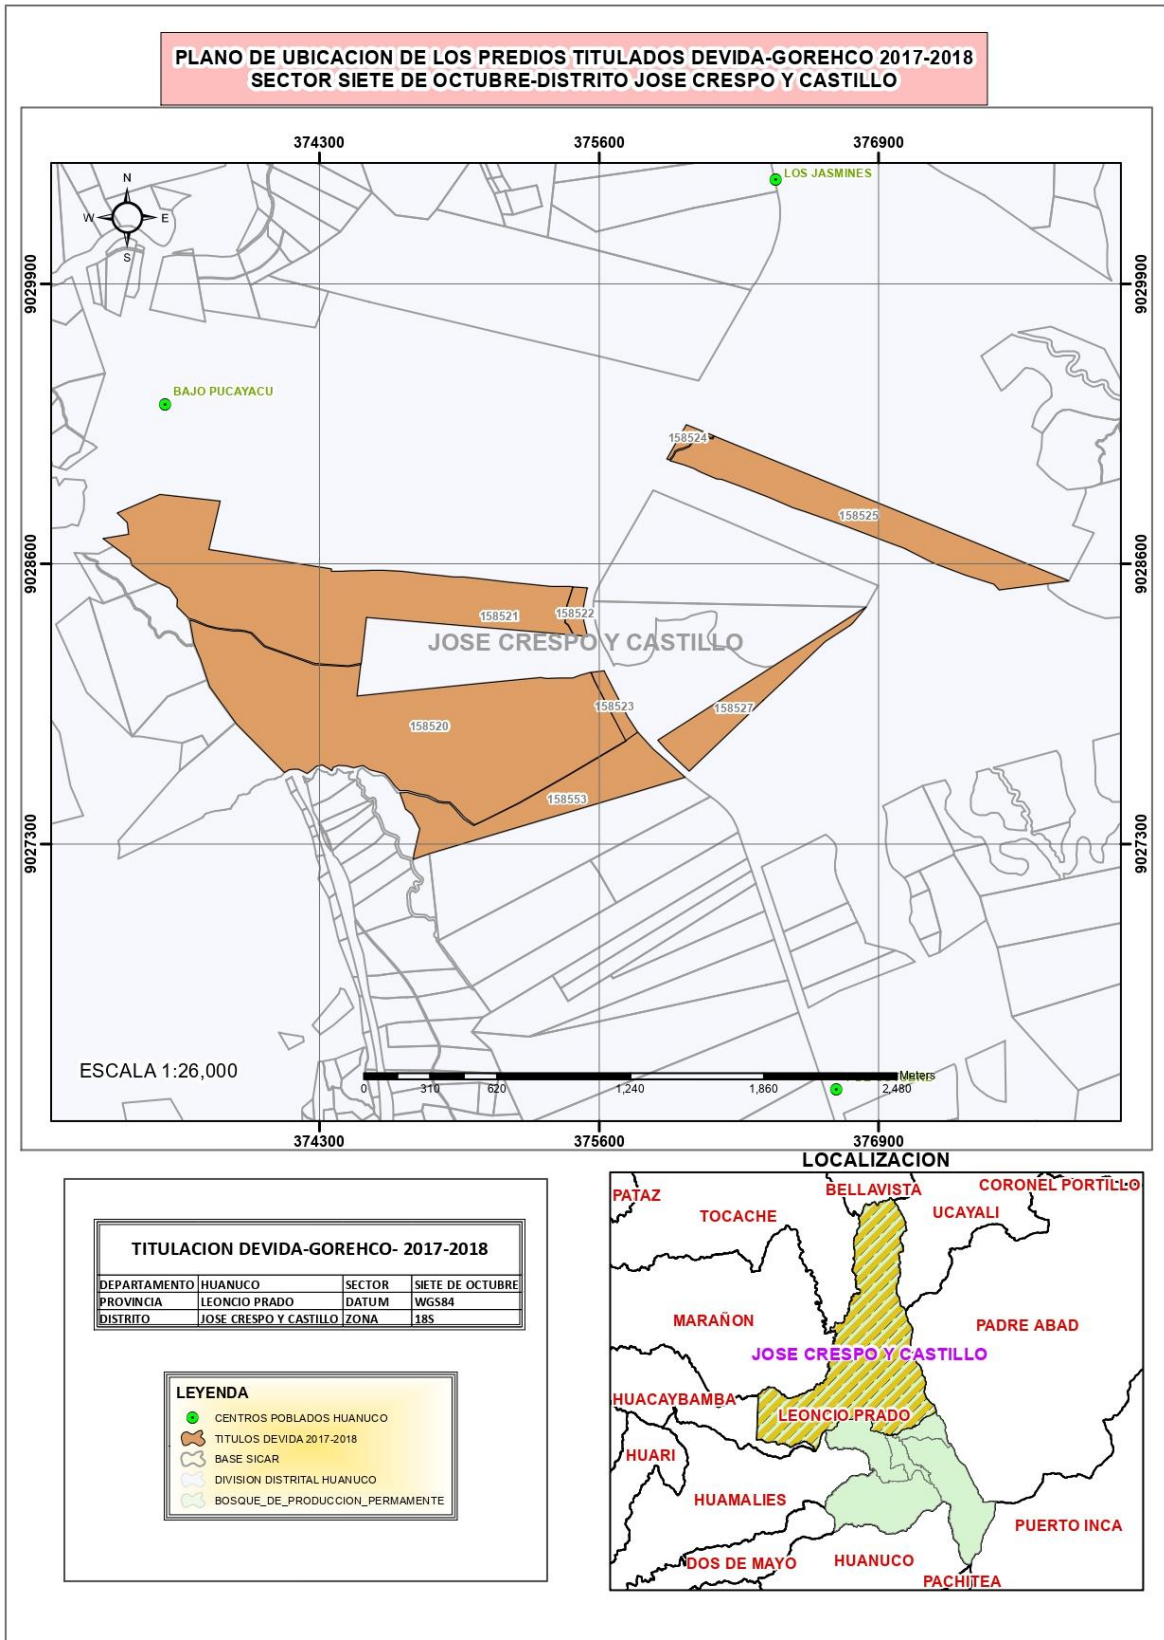 PLANO DE UBICACION DE LOS PREDIOS TITULADOS DEVIDA-GOREHCO 2017-2018
SECTOR SIETE DE OCTUBRE-DISTRITO JOSE CRESPO Y CASTILLO
374300 375600 376900
LOS JASMINES
N
W E
S
9029900 9029900
BAJO PUCAYACU
158524
158525
9028600 9028600
158521 158522
JOSE CRESPO Y CASTILLO
158523
158527
158520
158553
9027300 9027300
ESCALA 1:26,000
Meters
0 310 620 1,240 1,860 2,480
374300 375600 376900
LOCALIZACION
PATAZ
BELLAVISTA
CORONEL PORTILLO
TOCACHE
UCAYALI
MARAÑON
PADRE ABAD
JOSE CRESPO Y CASTILLO
HUACAYBAMBA
LEONCIO PRADO
HUARI
HUAMALIES
PUERTO INCA
DOS DE MAYO
HUANUCO
PACHITEA
TITULACION DEVIDA-GOREHCO- 2017-2018
DEPARTAMENTO HUANUCO SECTOR SIETE DE OCTUBRE
PROVINCIA LEONCIO PRADO DATUM WGS84
DISTRITO JOSE CRESPO Y CASTILLO ZONA 18S
LEYENDA
CENTROS POBLADOS HUANUCO
TITULOS DEVIDA 2017-2018
BASE SICAR
DIVISION DISTRITAL HUANUCO
BOSQUE_DE_PRODUCCION_PERMAMENTE